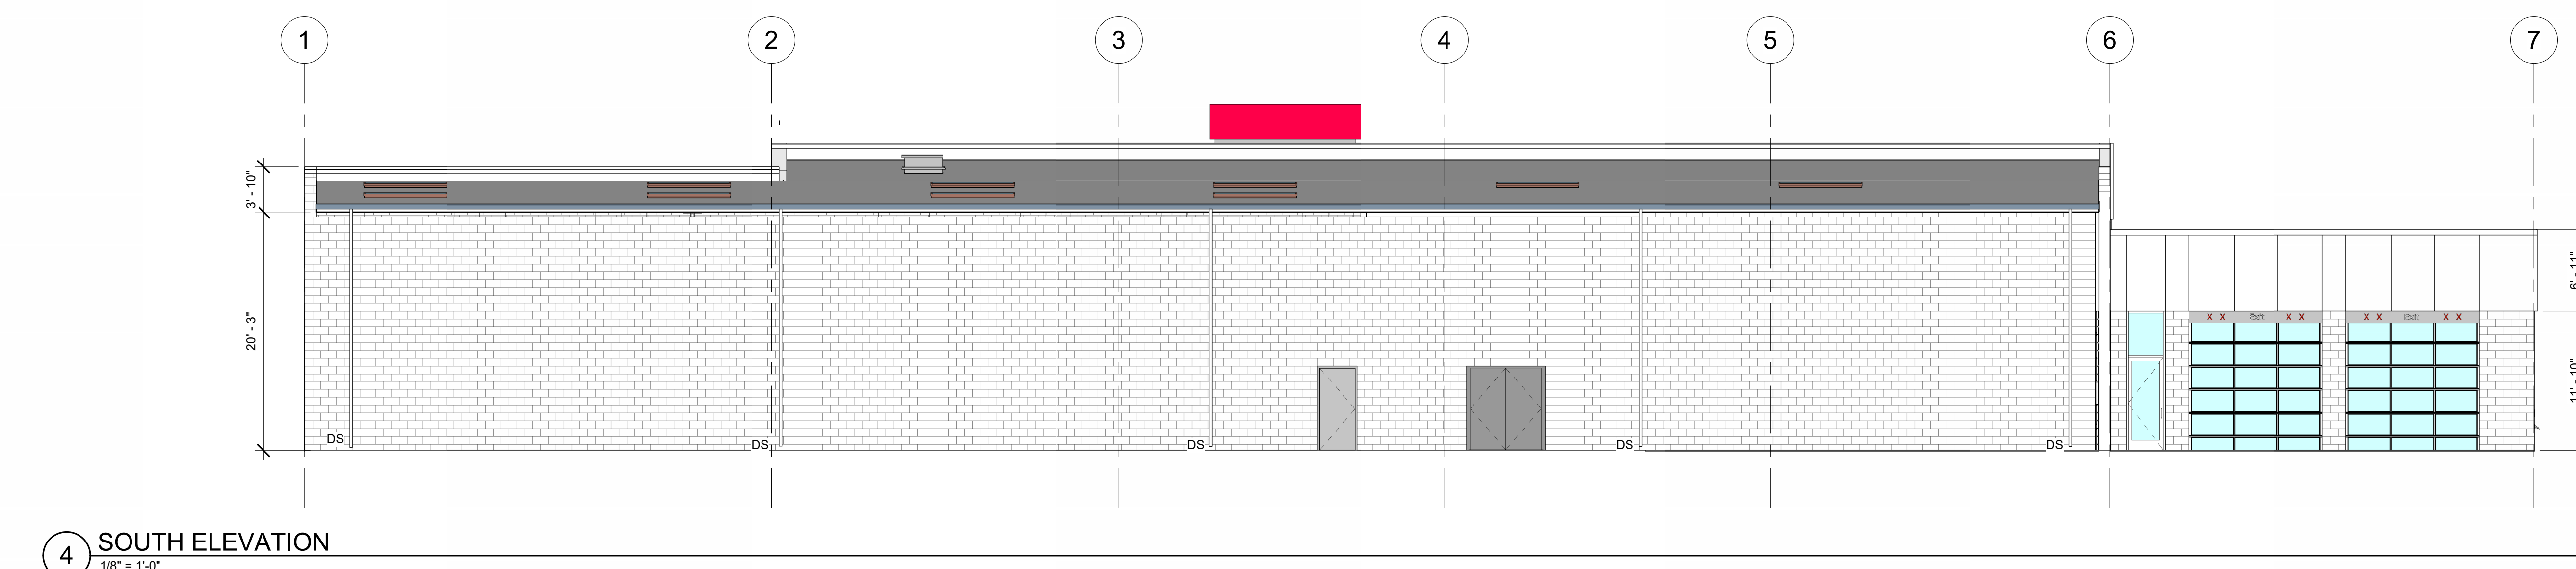 1 2 3 4 5 6 7
3' - 10"
20' - 3"
6' - 11"
11' - 10"
X X Exit X X X X Exit X X
DS DS DS DS DS
4 SOUTH ELEVATION
1/8" = 1'-0"